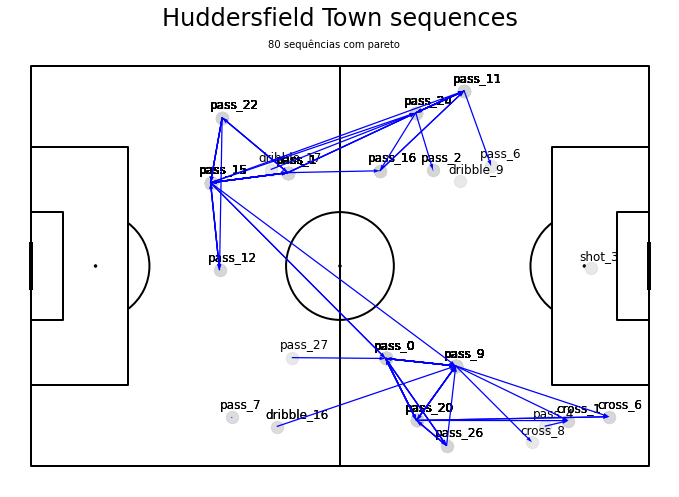 Huddersfield Town sequences
80 sequências com pareto
pass_11
pass_22
pass_24
pass_6
dribble_17
pass_1
pass_16
pass_2
pass_15
dribble_9
pass_12
shot_3
pass_27
pass_0
pass_9
pass_7
dribble_16
pass_20
pass_4
cross_1
cross_6
pass_26
cross_8